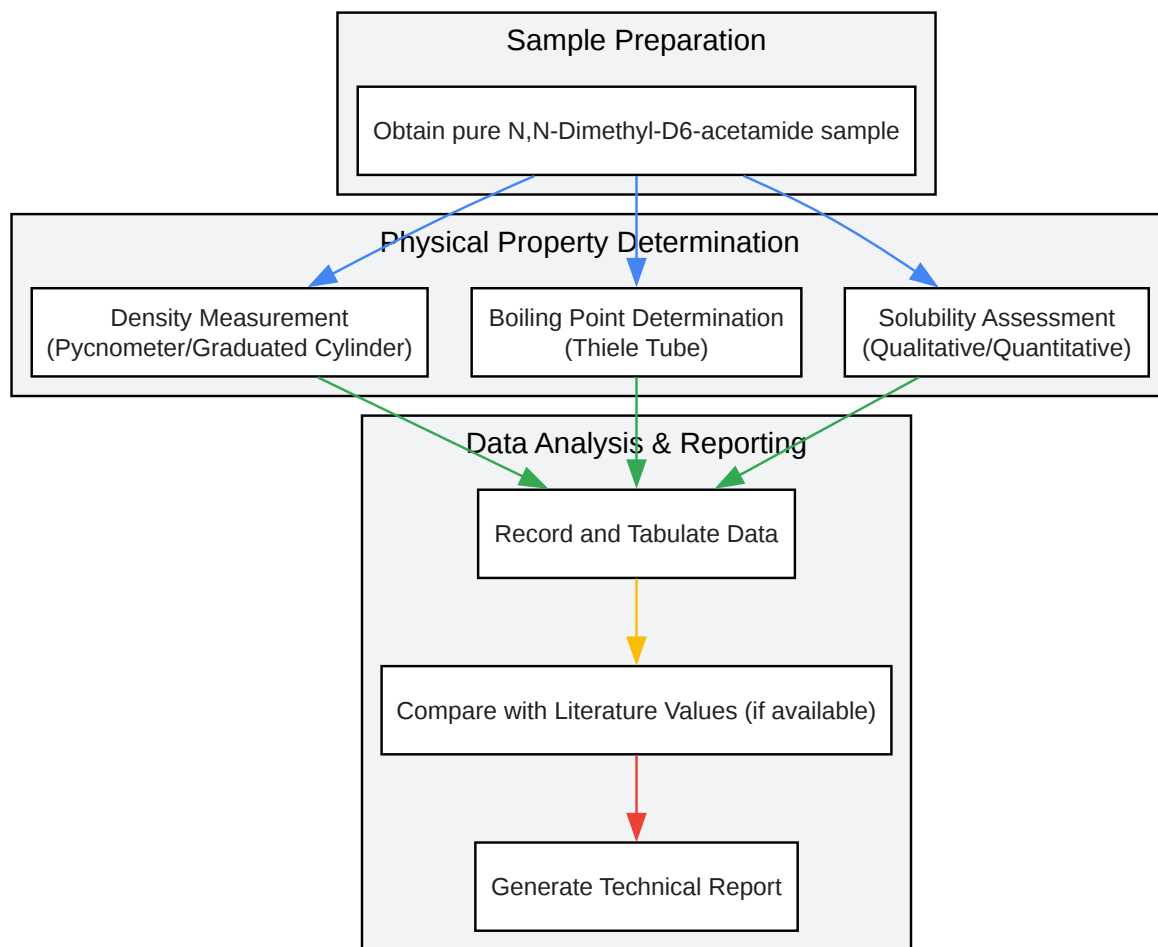 Sample Preparation
Obtain pure N,N-Dimethyl-D6-acetamide sample
Physical Property Determination
Density Measurement
(Pycnometer/Graduated Cylinder)
Boiling Point Determination
(Thiele Tube)
Solubility Assessment
(Qualitative/Quantitative)
Data Analysis & Reporting
Record and Tabulate Data
Compare with Literature Values (if available)
Generate Technical Report